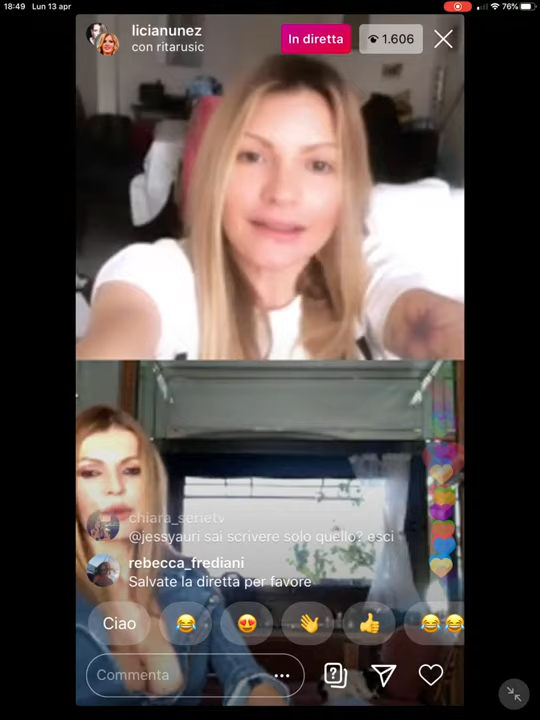 18:49 Lun 13 apr 76%
licianunez
con ritarusic
In diretta
1.606
chiara_serietv
@jessyauri sai scrivere solo quello? esci
rebecca_frediani
Salvate la diretta per favore
Ciao
Commenta